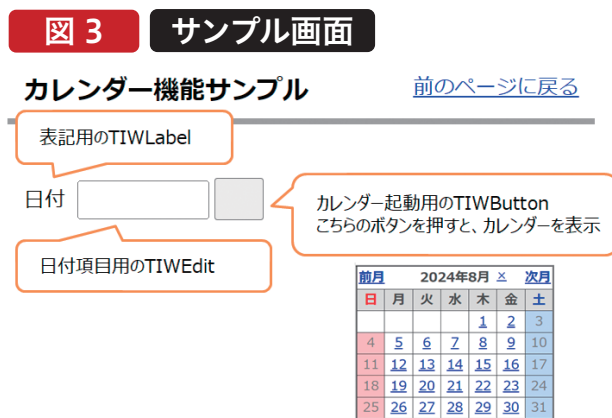 図 3 サンプル画面
カレンダー機能サンプル 前のページに戻る
表記用のTIWLabel
日付
カレンダー起動用のTIWButton
こちらのボタンを押すと、カレンダーを表示
日付項目用のTIWEdit
前月 2024年8月 × 次月
日 月 火 水 木 金 土
1 2 3
4 5 6 7 8 9 10
11 12 13 14 15 16 17
18 19 20 21 22 23 24
25 26 27 28 29 30 31